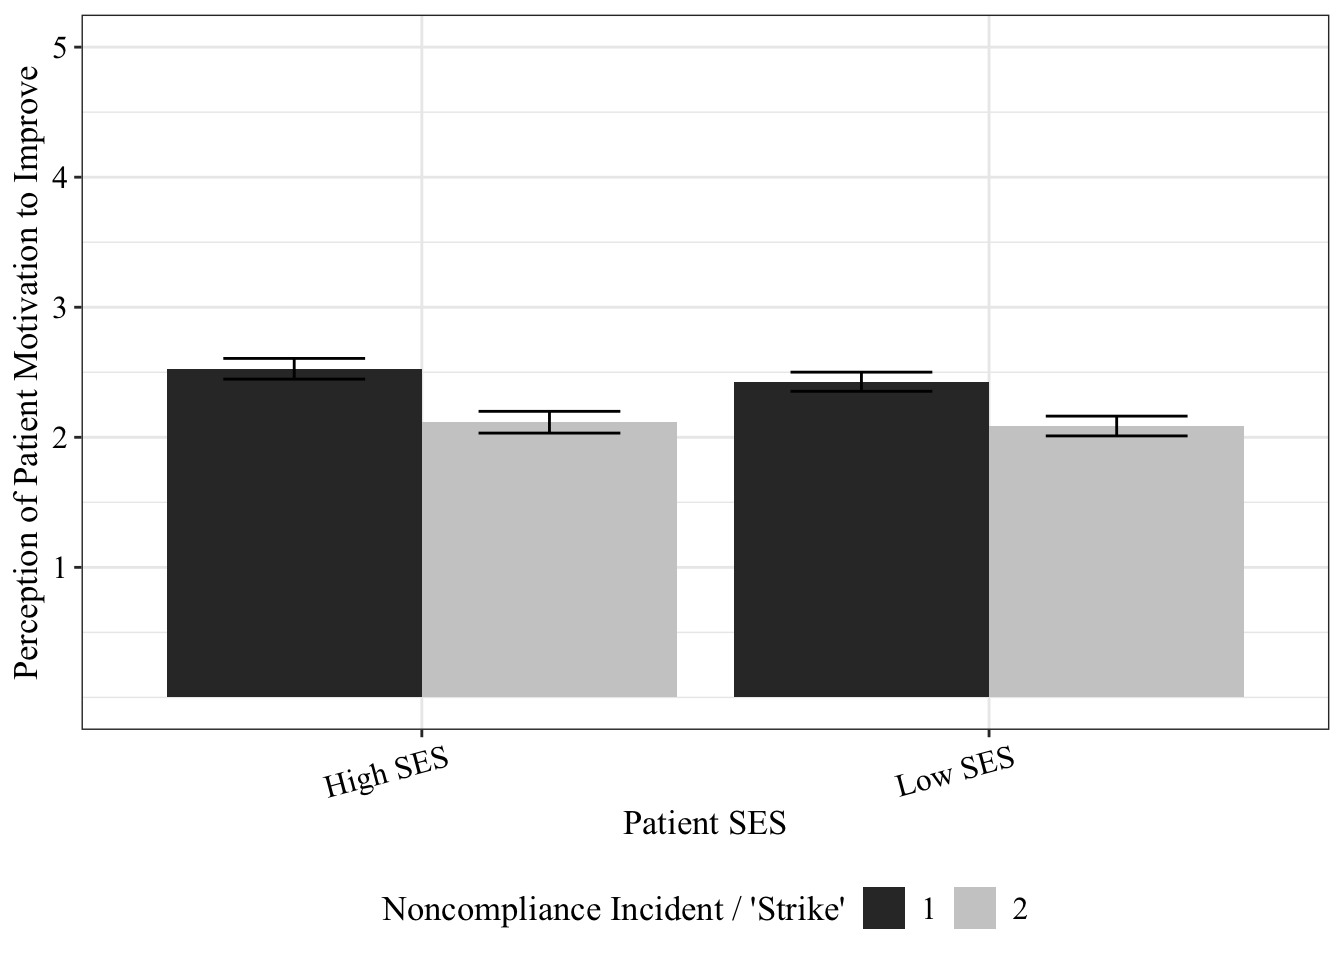 Perception of Patient Motivation to Improve
5
4
3
2
1
High SES
Low SES
Patient SES
Noncompliance Incident / 'Strike' 1 2